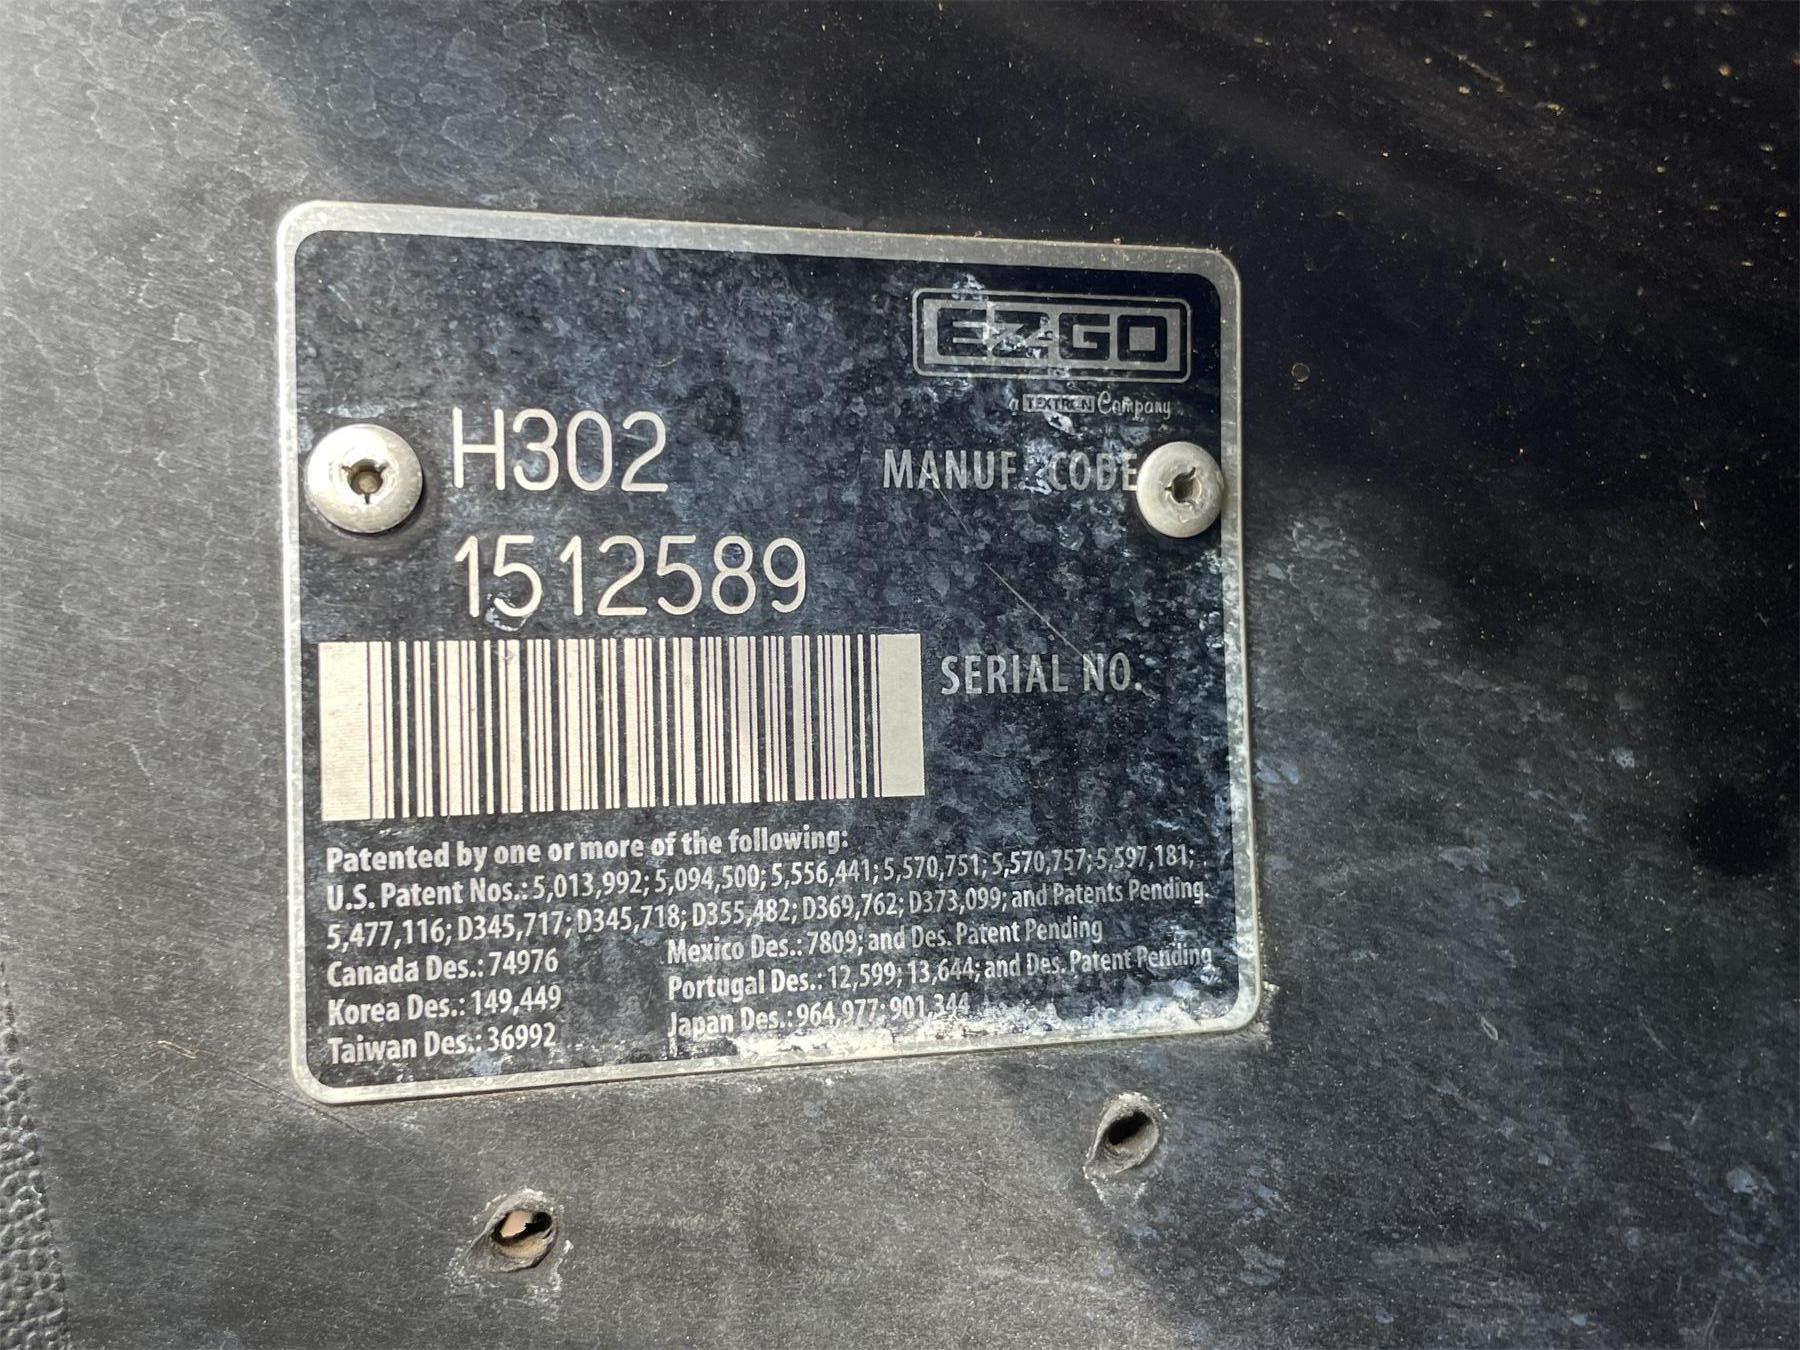 E-Z-GO
a TEXTRON Company
H302 MANUF. CODE
1512589
SERIAL NO.
Patented by one or more of the following:
U.S. Patent Nos.: 5,013,992; 5,094,500; 5,556,441; 5,570,751; 5,570,757; 5,597,181;
5,477,116; D345,717; D345,718; D355,482; D369,762; D373,099; and Patents Pending.
Canada Des.: 74976 Mexico Des.: 7809; and Des. Patent Pending
Korea Des.: 149,449 Portugal Des.: 12,599; 13,644; and Des. Patent Pending
Taiwan Des.: 36992 Japan Des.: 964,977; 901,344